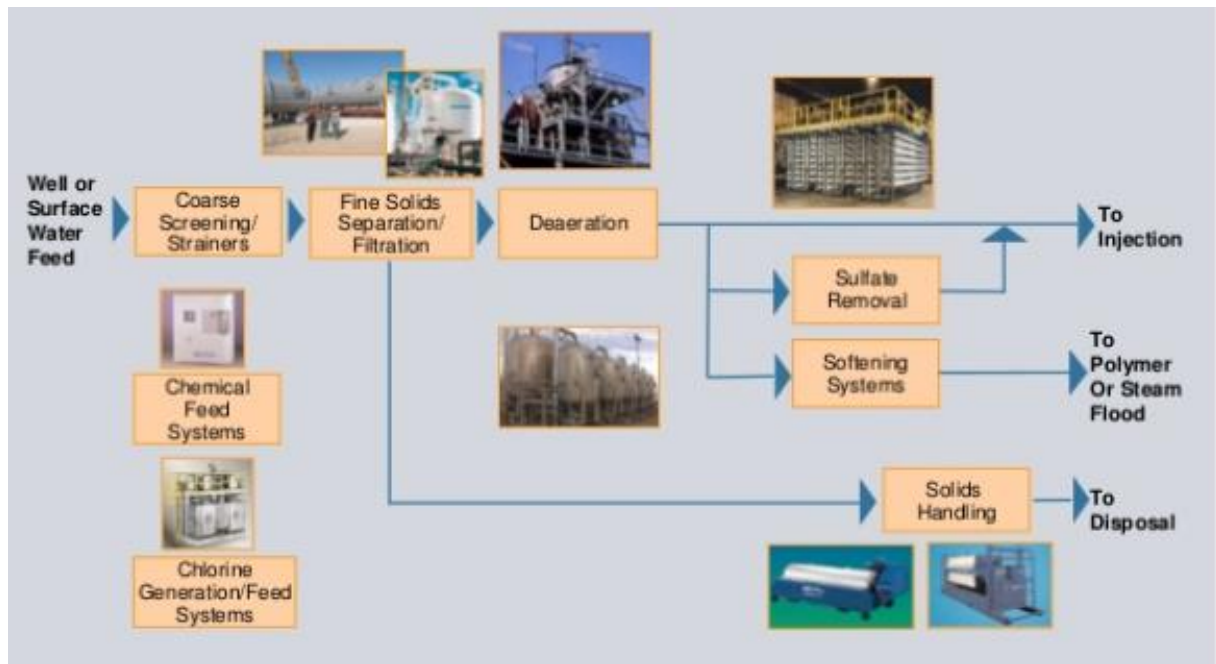 Well or
Surface
Water
Feed
Coarse
Screening/
Strainers
Fine Solids
Separation/
Filtration
Deaeration
To
Injection
Sulfate
Removal
Softening
Systems
To
Polymer
Or Steam
Flood
Chemical
Feed
Systems
Solids
Handling
To
Disposal
Chlorine
Generation/Feed
Systems